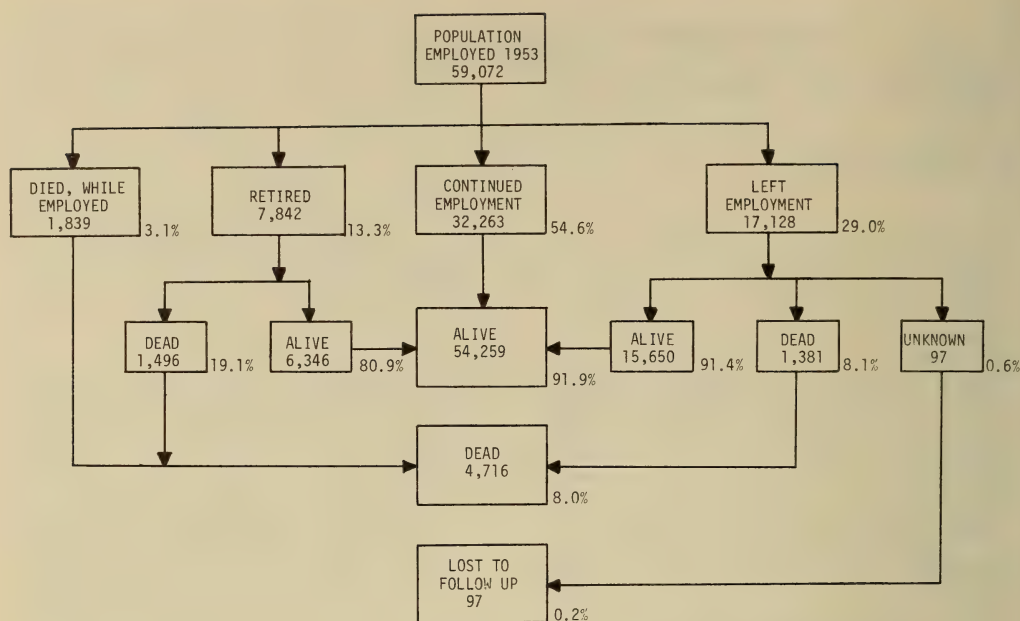 POPULATION
EMPLOYED 1953
59,072
DIED, WHILE
EMPLOYED
1,839
3.1%
RETIRED
7,842
13.3%
CONTINUED
EMPLOYMENT
32,263
54.6%
LEFT
EMPLOYMENT
17,128
29.0%
DEAD
1,496
19.1%
ALIVE
6,346
80.9%
ALIVE
54,259
91.9%
ALIVE
15,650
91.4%
DEAD
1,381
8.1%
UNKNOWN
97
0.6%
DEAD
4,716
8.0%
LOST TO
FOLLOW UP
97
0.2%